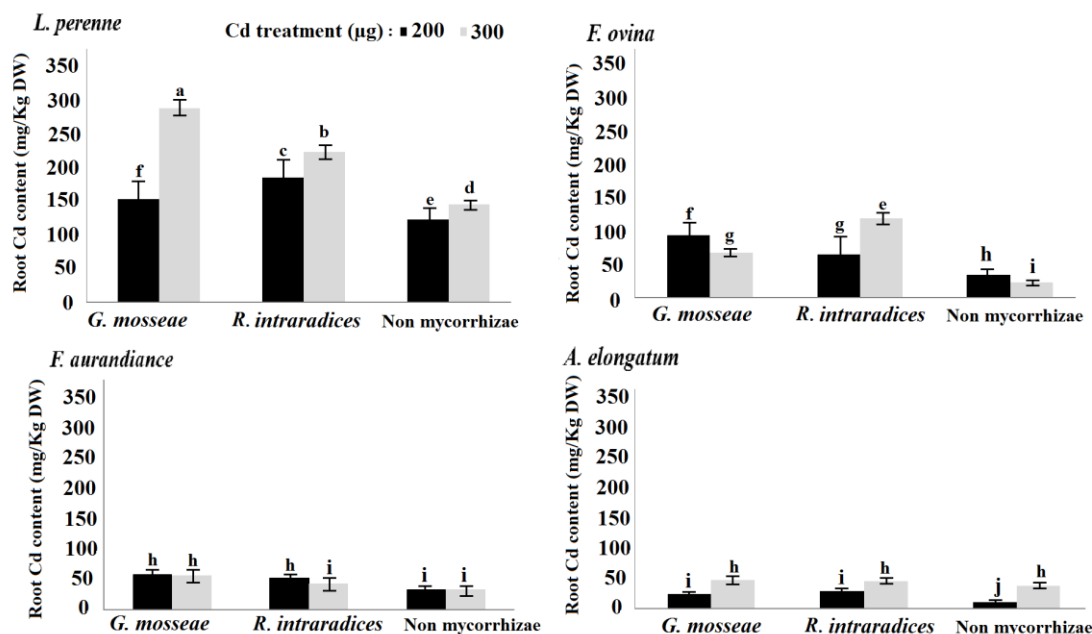 L. perenne
Cd treatment (µg) : 200 300
Root Cd content (mg/Kg DW)
350
300
250
200
150
100
50
0
f
a
c
b
e
d
G. mosseae
R. intraradices
Non mycorrhizae
F. ovina
Root Cd content (mg/Kg DW)
350
300
250
200
150
100
50
0
f
g
g
e
h
i
G. mosseae
R. intraradices
Non mycorrhizae
F. aurandiance
Root Cd content (mg/Kg DW)
350
300
250
200
150
100
50
0
h
h
h
i
i
i
G. mosseae
R. intraradices
Non mycorrhizae
A. elongatum
Root Cd content (mg/Kg DW)
350
300
250
200
150
100
50
0
i
h
i
h
j
h
G. mosseae
R. intraradices
Non mycorrhizae